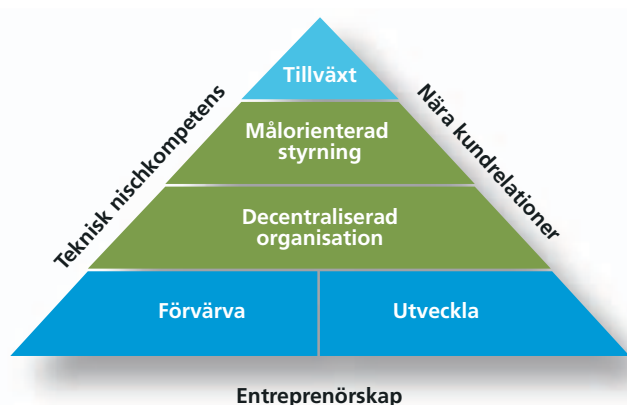 Tillväxt
Teknisk nischkompetens
Nära kundrelationer
Målorienterad
styrning
Decentraliserad
organisation
Förvärva
Utveckla
Entreprenörskap